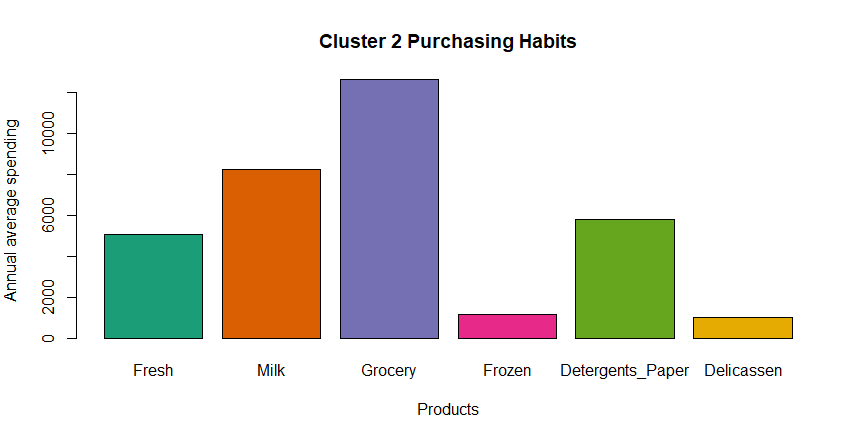 Cluster 2 Purchasing Habits
Annual average spending
10000
6000
2000
0
Fresh Milk Grocery Frozen Detergents_Paper Delicassen
Products